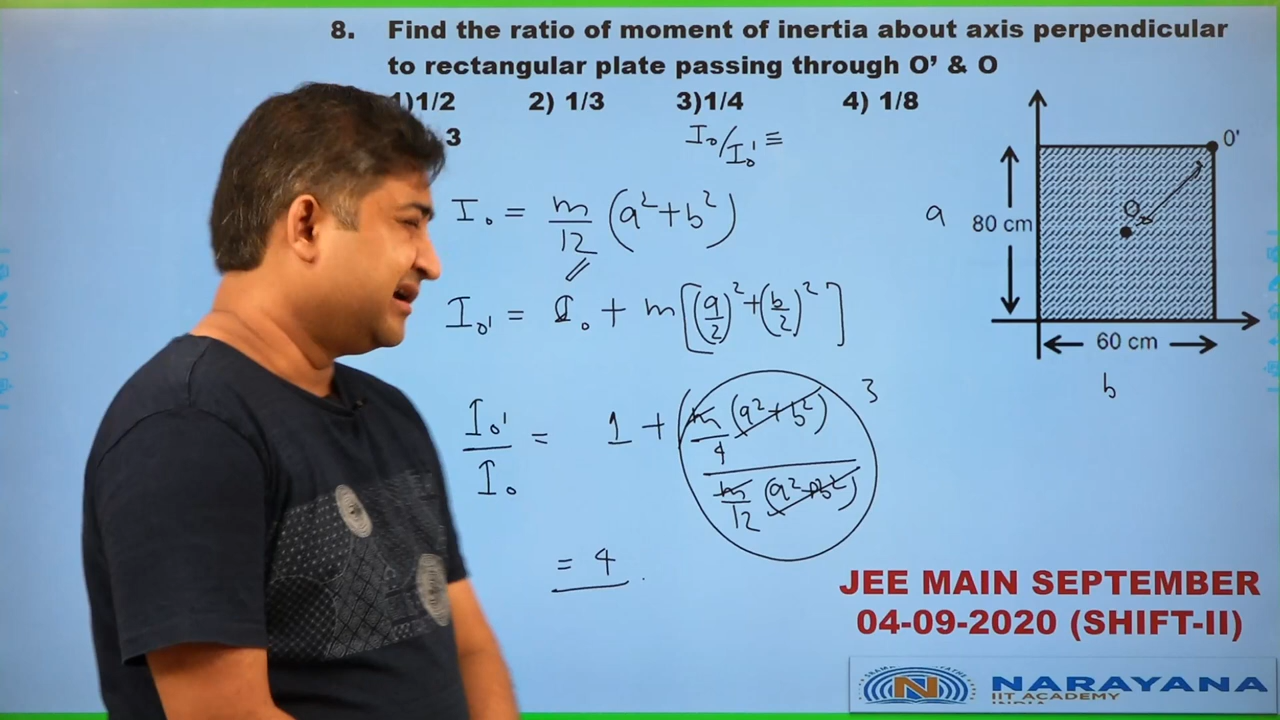 8. Find the ratio of moment of inertia about axis perpendicular
to rectangular plate passing through O' & O
1)1/2 2) 1/3 3)1/4 4) 1/8
3
I₀/I₀' ≡
I₀ = m/12 (a² + b²)
I₀' = I₀ + m[(a/2)² + (b/2)²]
I₀'/I₀ = 1 + (m/4 (a² + b²) / m/12 (a² + b²)) 3
= 4
O'
O
a
80 cm
60 cm
b
JEE MAIN SEPTEMBER
04-09-2020 (SHIFT-II)
N NARAYANA
IIT ACADEMY
INDIA